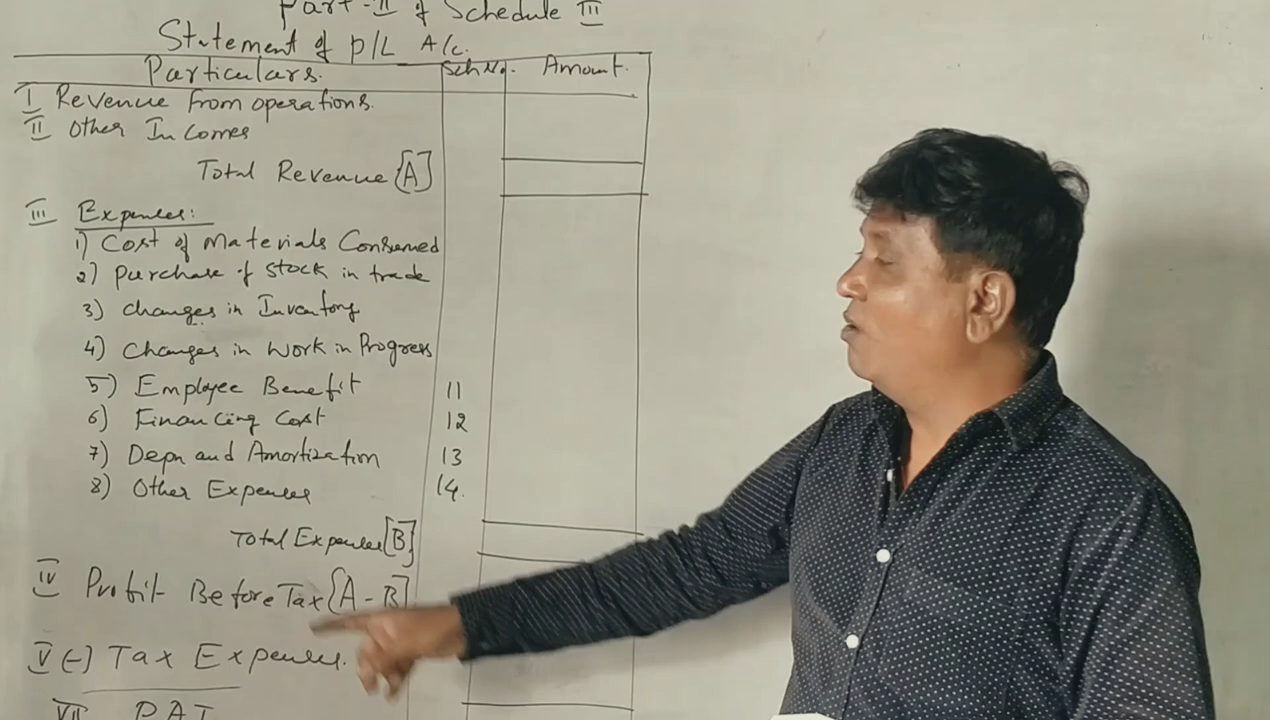 Part-II of Schedule III
Statement of P/L A/c.
Particulars. Sch No. Amount.
I Revenue from operations.
II Other Incomes
Total Revenue [A]
III Expenses:
1) Cost of Materials Consumed
2) Purchase of stock in trade
3) Changes in Inventory
4) Changes in Work in Progress
5) Employee Benefit 11
6) Financing Cost 12
7) Depn and Amortization 13
8) Other Expenses 14.
Total Expenses [B]
IV Profit Before Tax [A-B]
V (-) Tax Expenses.
VII PAT